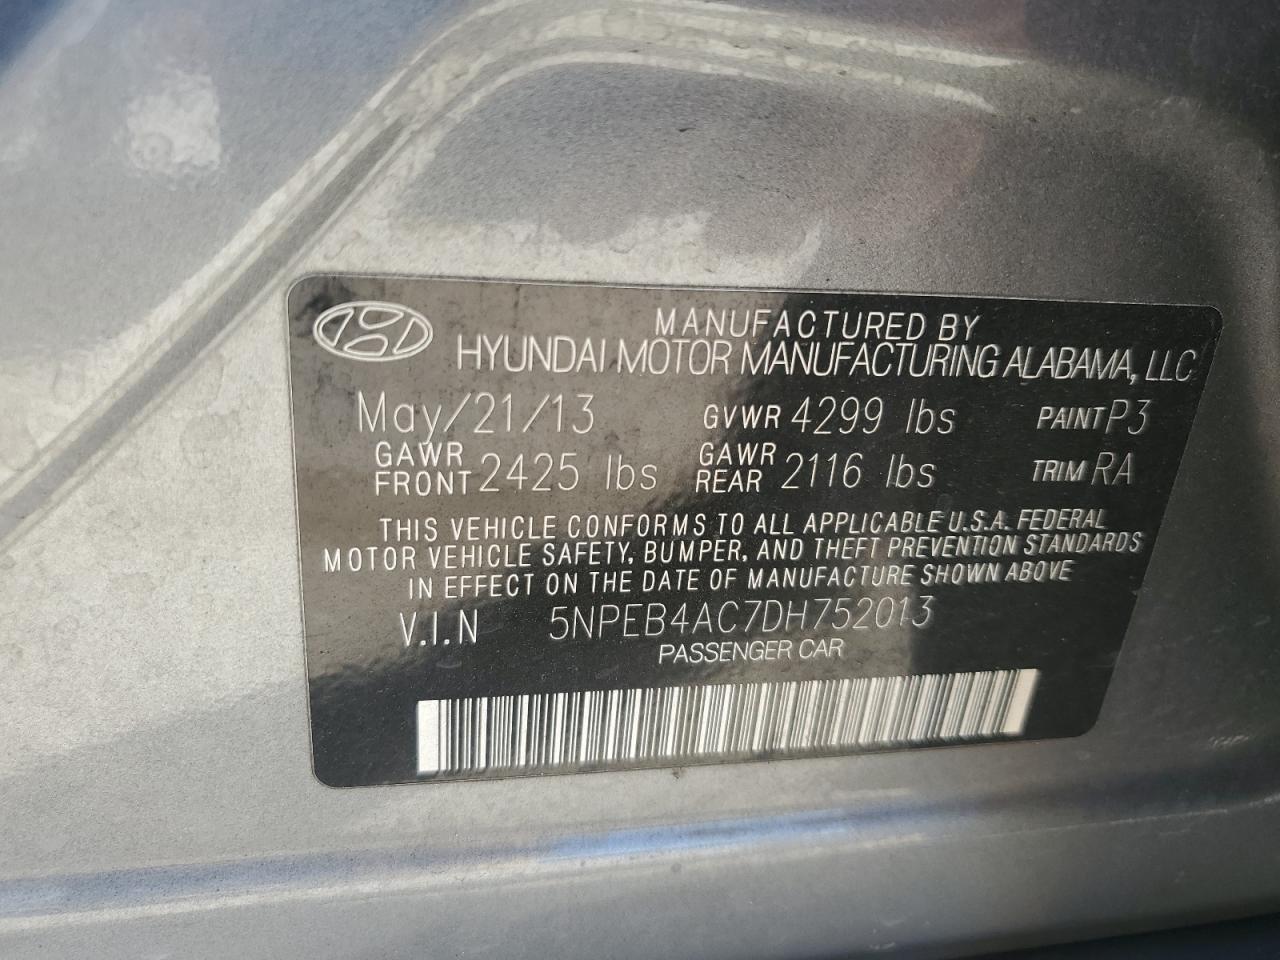 MANUFACTURED BY
HYUNDAI MOTOR MANUFACTURING ALABAMA, LLC
May/21/13 GVWR 4299 lbs PAINT P3
GAWR FRONT 2425 lbs GAWR REAR 2116 lbs TRIM RA
THIS VEHICLE CONFORMS TO ALL APPLICABLE U.S.A. FEDERAL
MOTOR VEHICLE SAFETY, BUMPER, AND THEFT PREVENTION STANDARDS
IN EFFECT ON THE DATE OF MANUFACTURE SHOWN ABOVE
V.I.N 5NPEB4AC7DH752013
PASSENGER CAR